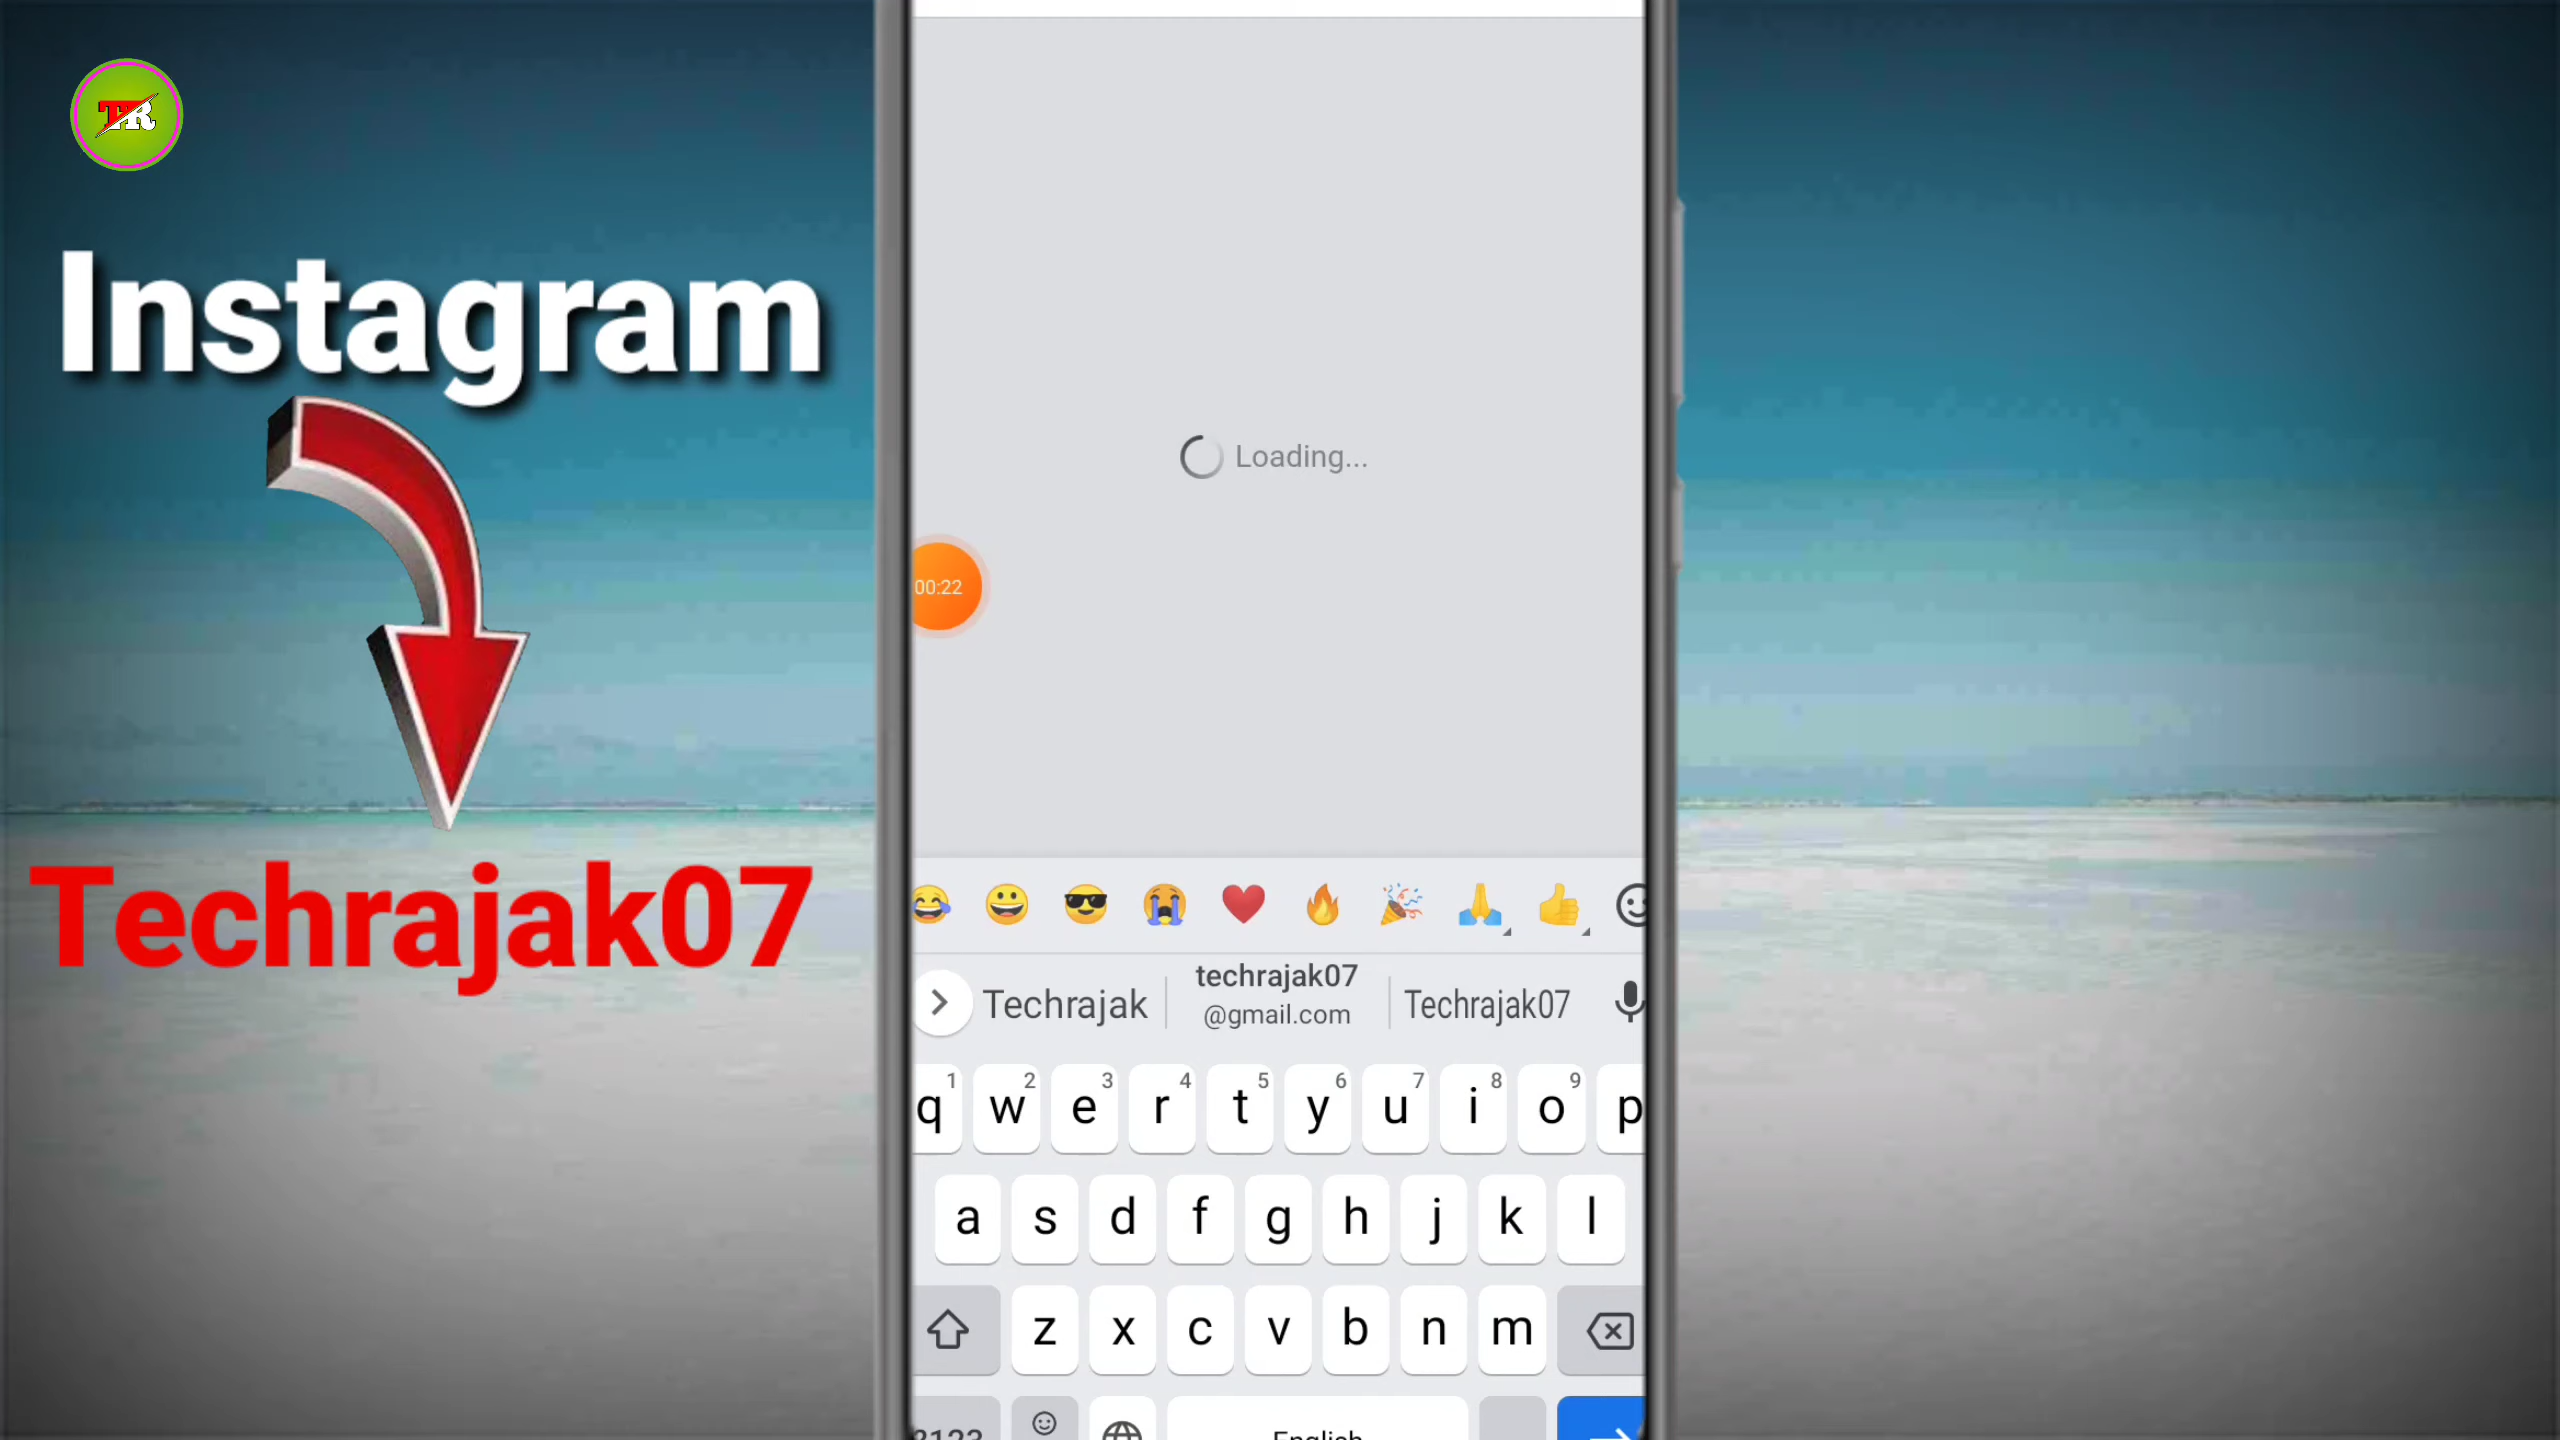 TR
Instagram
Techrajak07
Loading...
00:22
Techrajak
techrajak07
@gmail.com
Techrajak07
1 2 3 4 5 6 7 8 9
q w e r t y u i o p
a s d f g h j k l
z x c v b n m
English